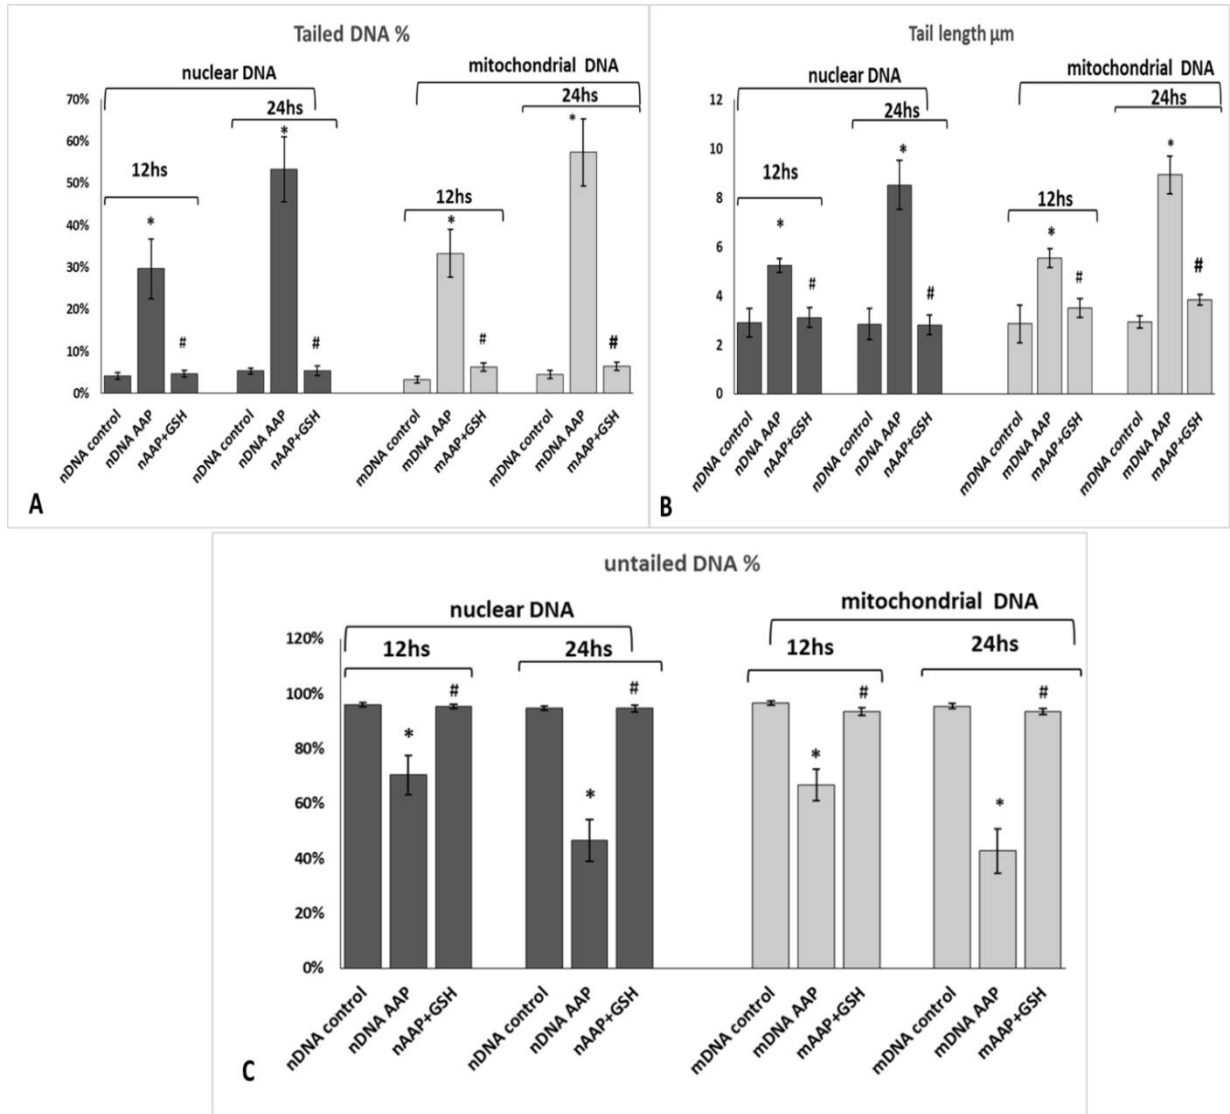 Tailed DNA %
nuclear DNA
mitochondrial DNA
24hs
24hs
12hs
12hs
70%
60%
50%
40%
30%
20%
10%
0%
*
*
*
*
#
#
#
#
nDNA control
nDNA AAP
nAAP+GSH
nDNA control
nDNA AAP
nAAP+GSH
mDNA control
mDNA AAP
mAAP+GSH
mDNA control
mDNA AAP
mAAP+GSH
A
Tail length µm
nuclear DNA
mitochondrial DNA
24hs
24hs
12hs
12hs
12
10
8
6
4
2
0
*
*
*
*
#
#
#
#
nDNA control
nDNA AAP
nAAP+GSH
nDNA control
nDNA AAP
nAAP+GSH
mDNA control
mDNA AAP
mAAP+GSH
mDNA control
mDNA AAP
mAAP+GSH
B
untailed DNA %
nuclear DNA
mitochondrial DNA
12hs
24hs
12hs
24hs
120%
100%
80%
60%
40%
20%
0%
#
#
#
#
*
*
*
*
nDNA control
nDNA AAP
nAAP+GSH
nDNA control
nDNA AAP
nAAP+GSH
mDNA control
mDNA AAP
mAAP+GSH
mDNA control
mDNA AAP
mAAP+GSH
C